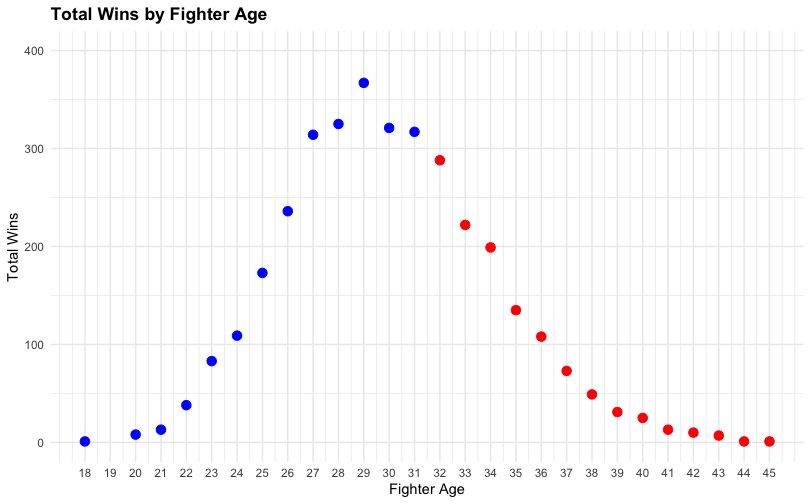 Total Wins by Fighter Age
400
300
200
100
0
Total Wins
18 19 20 21 22 23 24 25 26 27 28 29 30 31 32 33 34 35 36 37 38 39 40 41 42 43 44 45
Fighter Age